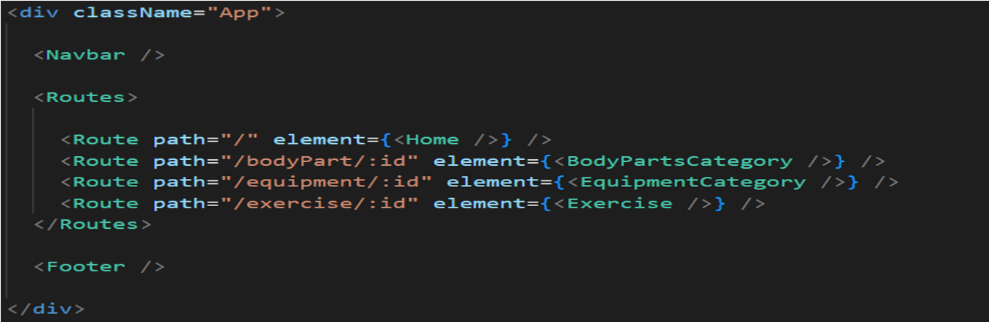 <div className="App">
<Navbar />
<Routes>
<Route path="/" element={<Home />} />
<Route path="/bodyPart/:id" element={<BodyPartsCategory />} />
<Route path="/equipment/:id" element={<EquipmentCategory />} />
<Route path="/exercise/:id" element={<Exercise />} />
</Routes>
<Footer />
</div>